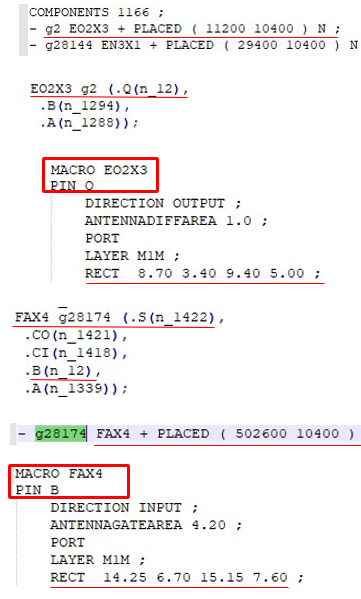 COMPONENTS 1166 ;
- g2 EO2X3 + PLACED ( 11200 10400 ) N ;
- g28144 EN3X1 + PLACED ( 29400 10400 ) N
EO2X3 g2 (.Q(n_12),
.B(n_1294),
.A(n_1288));
MACRO EO2X3
PIN Q
DIRECTION OUTPUT ;
ANTENNADIFFAREA 1.0 ;
PORT
LAYER M1M ;
RECT 8.70 3.40 9.40 5.00 ;
FAX4 g28174 (.S(n_1422),
.CO(n_1421),
.CI(n_1418),
.B(n_12),
.A(n_1339));
- g28174 FAX4 + PLACED ( 502600 10400 )
MACRO FAX4
PIN B
DIRECTION INPUT ;
ANTENNAGATEAREA 4.20 ;
PORT
LAYER M1M ;
RECT 14.25 6.70 15.15 7.60 ;